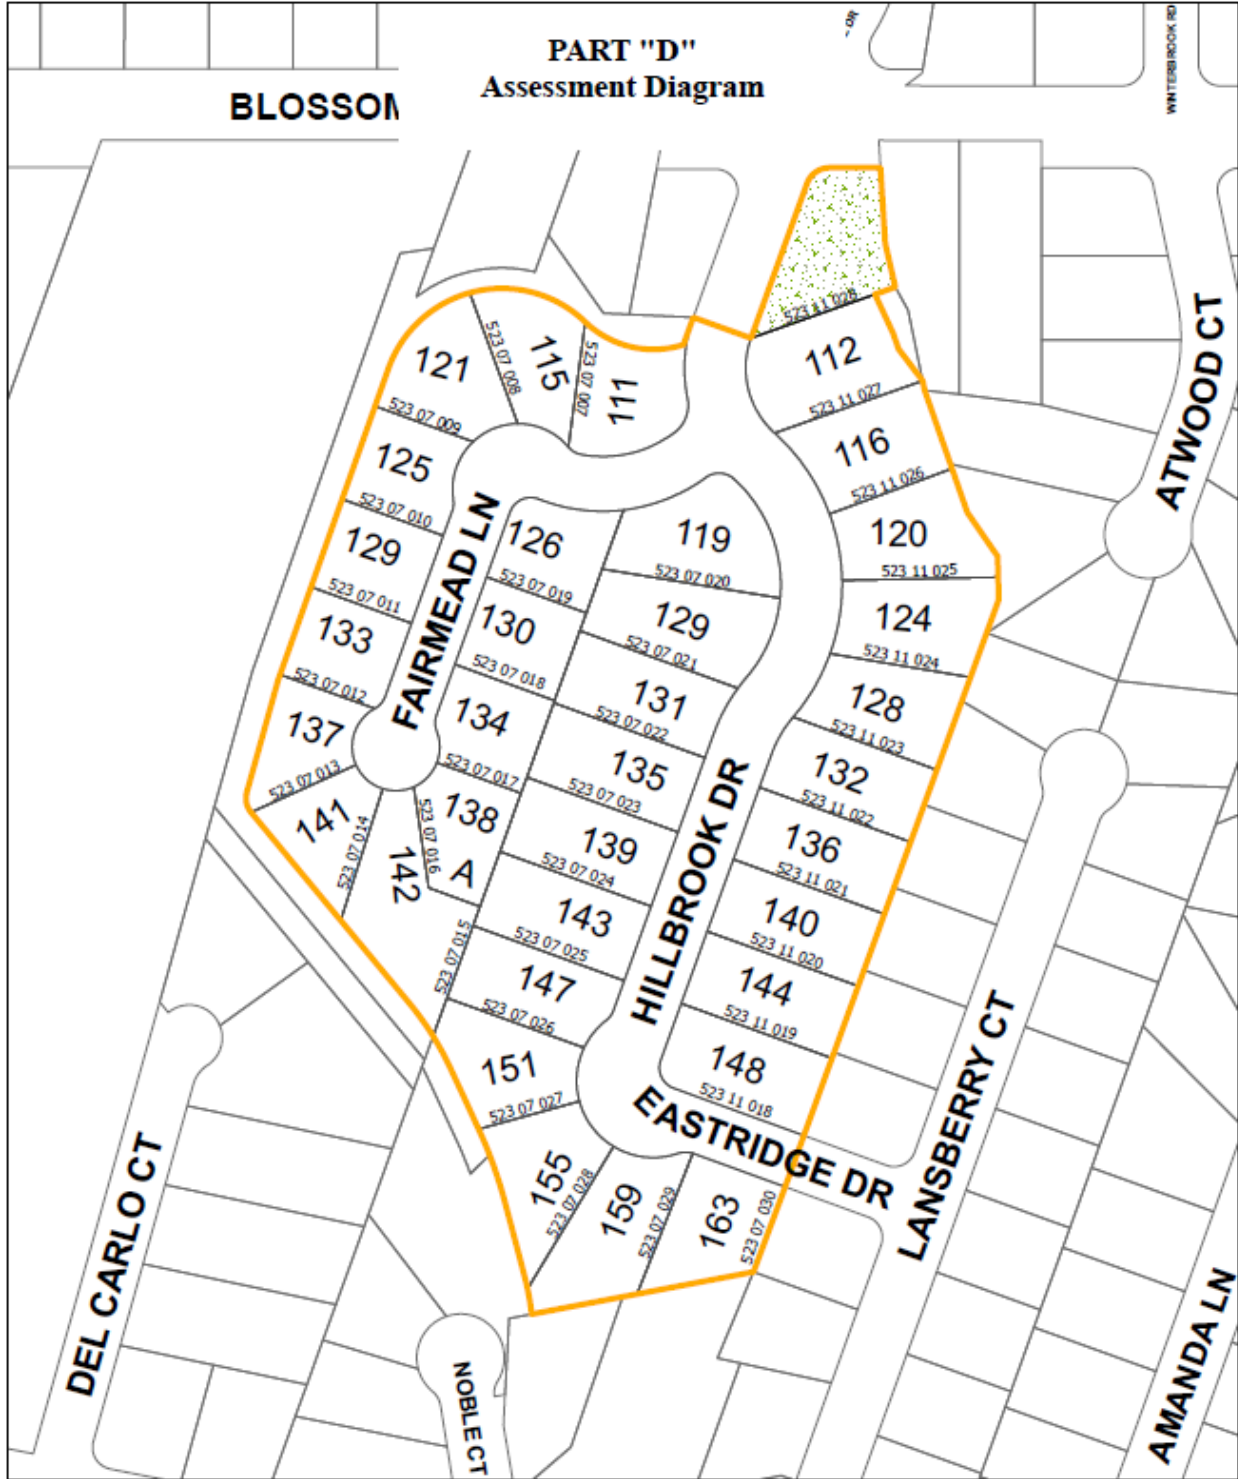 PART "D"
Assessment Diagram
DR
WINTERBROOK RD
BLOSSOM
523 11 028
112
523 11 027
116
523 11 026
120
523 11 025
124
523 11 024
128
523 11 023
132
523 11 022
136
523 11 021
140
523 11 020
144
523 11 019
148
523 11 018
121
523 07 008
115
523 07 007
111
523 07 009
125
523 07 010
129
523 07 011
133
523 07 012
137
523 07 013
141
523 07 014
142
523 07 015
523 07 016
138
A
523 07 017
134
523 07 018
130
523 07 019
126
119
523 07 020
129
523 07 021
131
523 07 022
135
523 07 023
139
523 07 024
143
523 07 025
147
523 07 026
151
523 07 027
155
523 07 028
159
523 07 029
163
523 07 030
FAIRMEAD LN
HILLBROOK DR
EASTRIDGE DR
ATWOOD CT
LANSBERRY CT
DEL CARLO CT
NOBLE CT
AMANDA LN